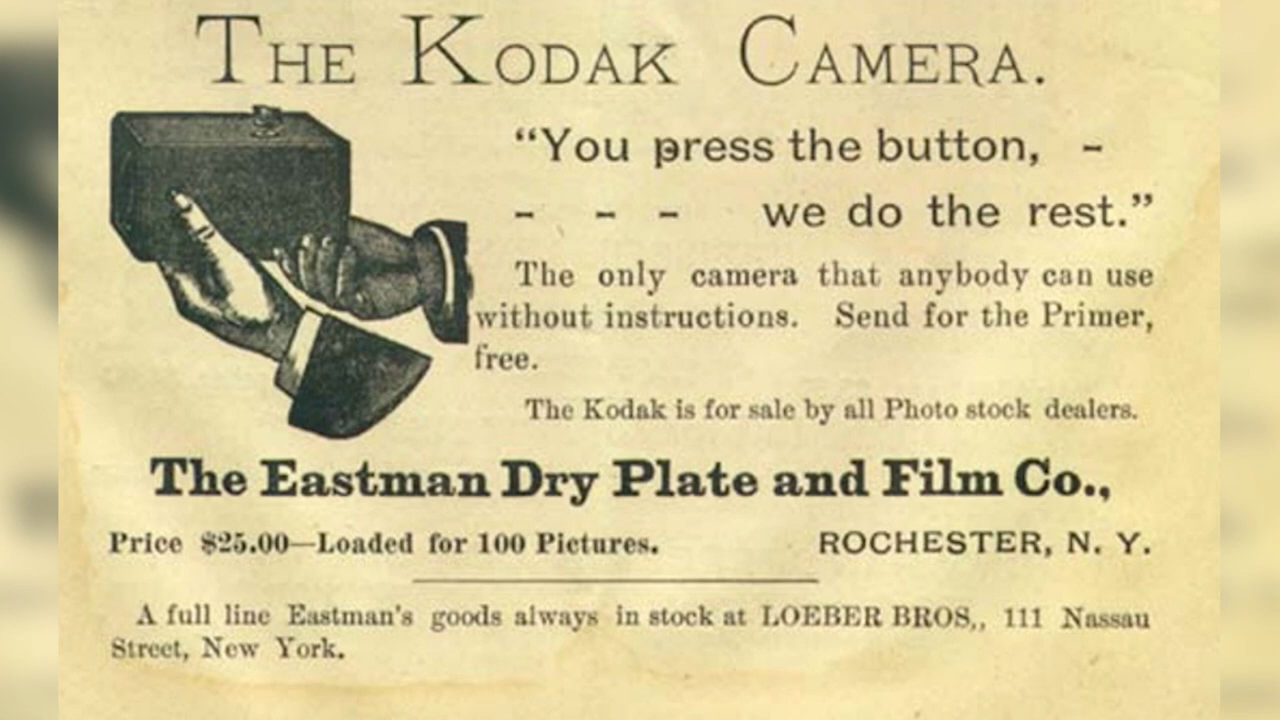 THE KODAK CAMERA.
“You press the button, -
- - - we do the rest.”
The only camera that anybody can use
without instructions. Send for the Primer,
free.
The Kodak is for sale by all Photo stock dealers.
The Eastman Dry Plate and Film Co.,
Price $25.00—Loaded for 100 Pictures. ROCHESTER, N. Y.
A full line Eastman's goods always in stock at LOEBER BROS,, 111 Nassau
Street, New York.